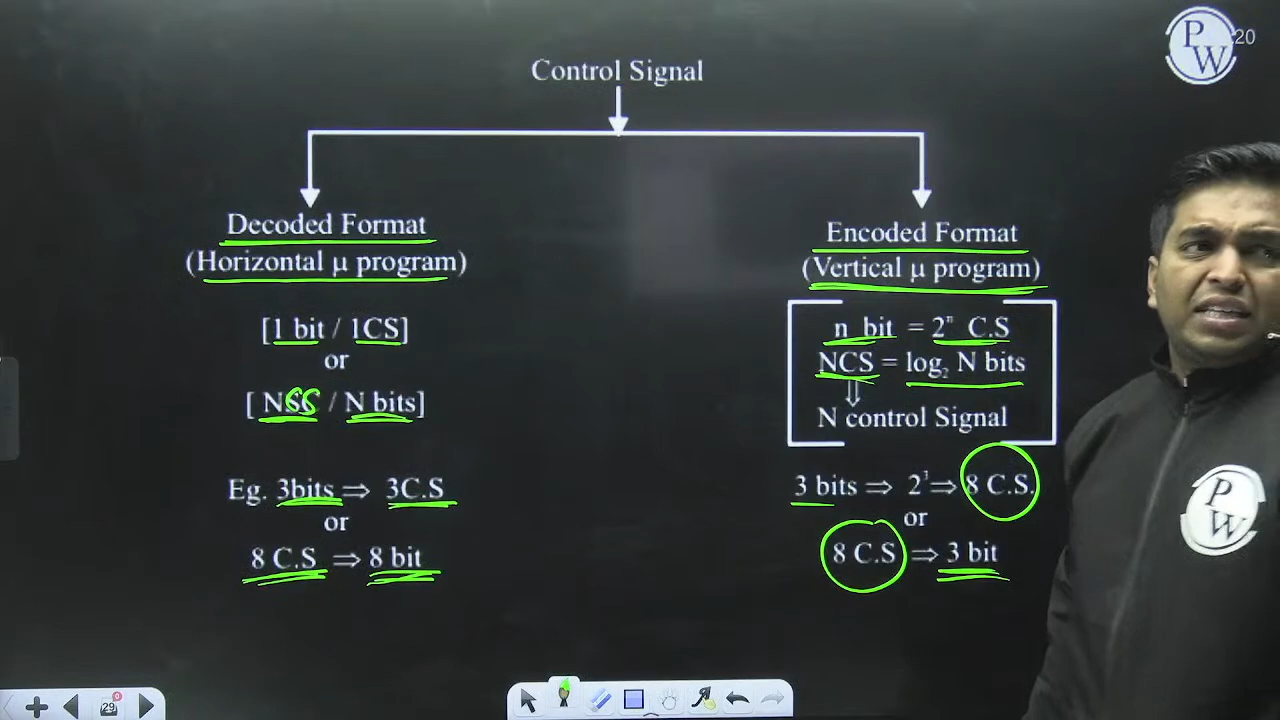 P
W
20
Control Signal
Decoded Format
(Horizontal μ program)
[1 bit / 1CS]
or
[ / N bits]
Eg. 3bits ⇒ 3C.S
or
8 C.S ⇒ 8 bit
Encoded Format
(Vertical μ program)
n bit = 2ⁿ C.S
NCS = log₂ N bits
⇓
N control Signal
3 bits ⇒ 2³ ⇒ 8 C.S.
or
8 C.S ⇒ 3 bit
P
W
29
0